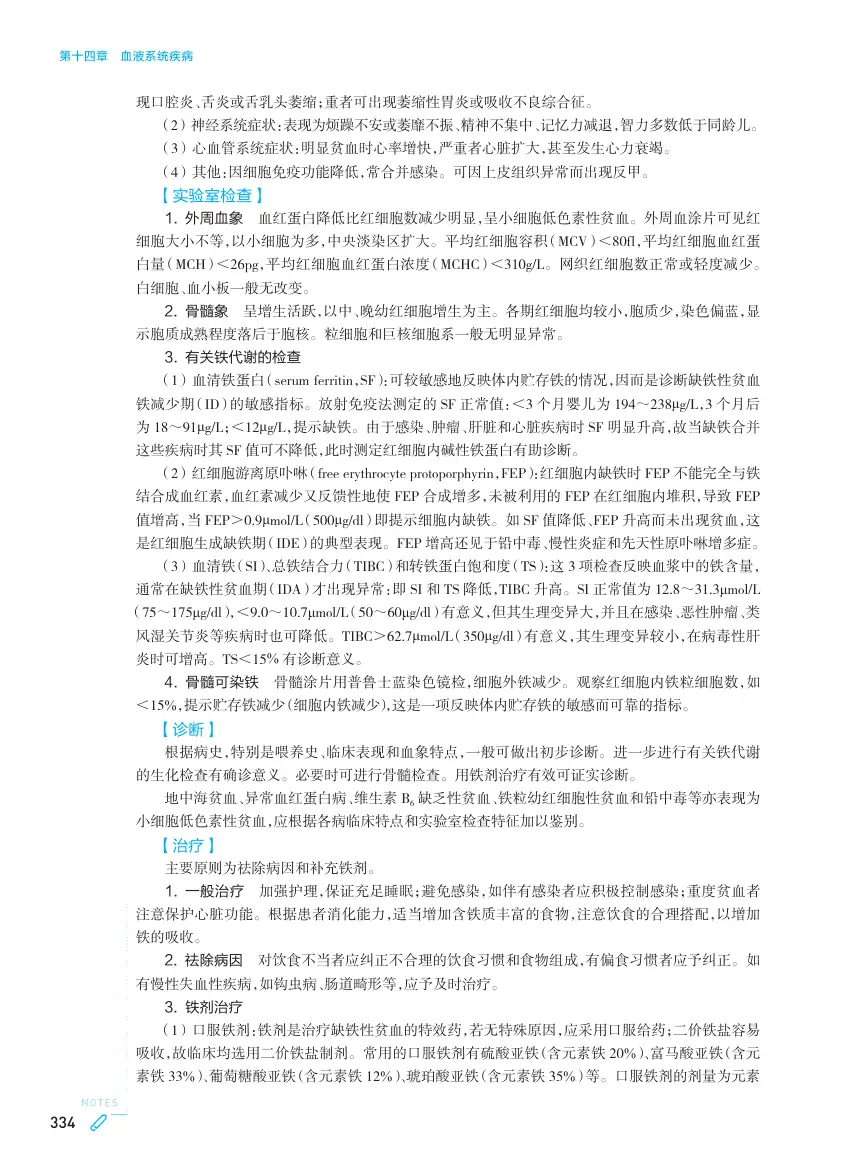 第十四章 血液系统疾病
现口腔炎、舌炎或舌乳头萎缩;重者可出现萎缩性胃炎或吸收不良综合征。
(2)神经系统症状:表现为烦躁不安或萎靡不振、精神不集中、记忆力减退,智力多数低于同龄儿。
(3)心血管系统症状:明显贫血时心率增快,严重者心脏扩大,甚至发生心力衰竭。
(4)其他:因细胞免疫功能降低,常合并感染。可因上皮组织异常而出现反甲。
【实验室检查】
1. 外周血象 血红蛋白降低比红细胞数减少明显,呈小细胞低色素性贫血。外周血涂片可见红
细胞大小不等,以小细胞为多,中央淡染区扩大。平均红细胞容积(MCV)<80fl,平均红细胞血红蛋
白量(MCH)<26pg,平均红细胞血红蛋白浓度(MCHC)<310g/L。网织红细胞数正常或轻度减少。
白细胞、血小板一般无改变。
2. 骨髓象 呈增生活跃,以中、晚幼红细胞增生为主。各期红细胞均较小,胞质少,染色偏蓝,显
示胞质成熟程度落后于胞核。粒细胞和巨核细胞系一般无明显异常。
3. 有关铁代谢的检查
(1)血清铁蛋白(serum ferritin,SF):可较敏感地反映体内贮存铁的情况,因而是诊断缺铁性贫血
铁减少期(ID)的敏感指标。放射免疫法测定的 SF 正常值:<3 个月婴儿为 194~238μg/L,3 个月后
为 18~91μg/L;<12μg/L,提示缺铁。由于感染、肿瘤、肝脏和心脏疾病时 SF 明显升高,故当缺铁合并
这些疾病时其 SF 值可不降低,此时测定红细胞内碱性铁蛋白有助诊断。
(2)红细胞游离原卟啉(free erythrocyte protoporphyrin,FEP):红细胞内缺铁时 FEP 不能完全与铁
结合成血红素,血红素减少又反馈性地使 FEP 合成增多,未被利用的 FEP 在红细胞内堆积,导致 FEP
值增高,当 FEP>0.9μmol/L(500μg/dl)即提示细胞内缺铁。如 SF 值降低、FEP 升高而未出现贫血,这
是红细胞生成缺铁期(IDE)的典型表现。FEP 增高还见于铅中毒、慢性炎症和先天性原卟啉增多症。
(3)血清铁(SI)、总铁结合力(TIBC)和转铁蛋白饱和度(TS):这 3 项检查反映血浆中的铁含量,
通常在缺铁性贫血期(IDA)才出现异常:即 SI 和 TS 降低,TIBC 升高。SI 正常值为 12.8~31.3μmol/L
(75~175μg/dl),<9.0~10.7μmol/L(50~60μg/dl)有意义,但其生理变异大,并且在感染、恶性肿瘤、类
风湿关节炎等疾病时也可降低。TIBC>62.7μmol/L(350μg/dl)有意义,其生理变异较小,在病毒性肝
炎时可增高。TS<15% 有诊断意义。
4. 骨髓可染铁 骨髓涂片用普鲁士蓝染色镜检,细胞外铁减少。观察红细胞内铁粒细胞数,如
<15%,提示贮存铁减少(细胞内铁减少),这是一项反映体内贮存铁的敏感而可靠的指标。
【诊断】
根据病史,特别是喂养史、临床表现和血象特点,一般可做出初步诊断。进一步进行有关铁代谢
的生化检查有确诊意义。必要时可进行骨髓检查。用铁剂治疗有效可证实诊断。
地中海贫血、异常血红蛋白病、维生素 B₆ 缺乏性贫血、铁粒幼红细胞性贫血和铅中毒等亦表现为
小细胞低色素性贫血,应根据各病临床特点和实验室检查特征加以鉴别。
【治疗】
主要原则为祛除病因和补充铁剂。
1. 一般治疗 加强护理,保证充足睡眠;避免感染,如伴有感染者应积极控制感染;重度贫血者
注意保护心脏功能。根据患者消化能力,适当增加含铁质丰富的食物,注意饮食的合理搭配,以增加
铁的吸收。
2. 祛除病因 对饮食不当者应纠正不合理的饮食习惯和食物组成,有偏食习惯者应予纠正。如
有慢性失血性疾病,如钩虫病、肠道畸形等,应予及时治疗。
3. 铁剂治疗
(1)口服铁剂:铁剂是治疗缺铁性贫血的特效药,若无特殊原因,应采用口服给药;二价铁盐容易
吸收,故临床均选用二价铁盐制剂。常用的口服铁剂有硫酸亚铁(含元素铁 20%)、富马酸亚铁(含元
素铁 33%)、葡萄糖酸亚铁(含元素铁 12%)、琥珀酸亚铁(含元素铁 35%)等。口服铁剂的剂量为元素
NOTES
334